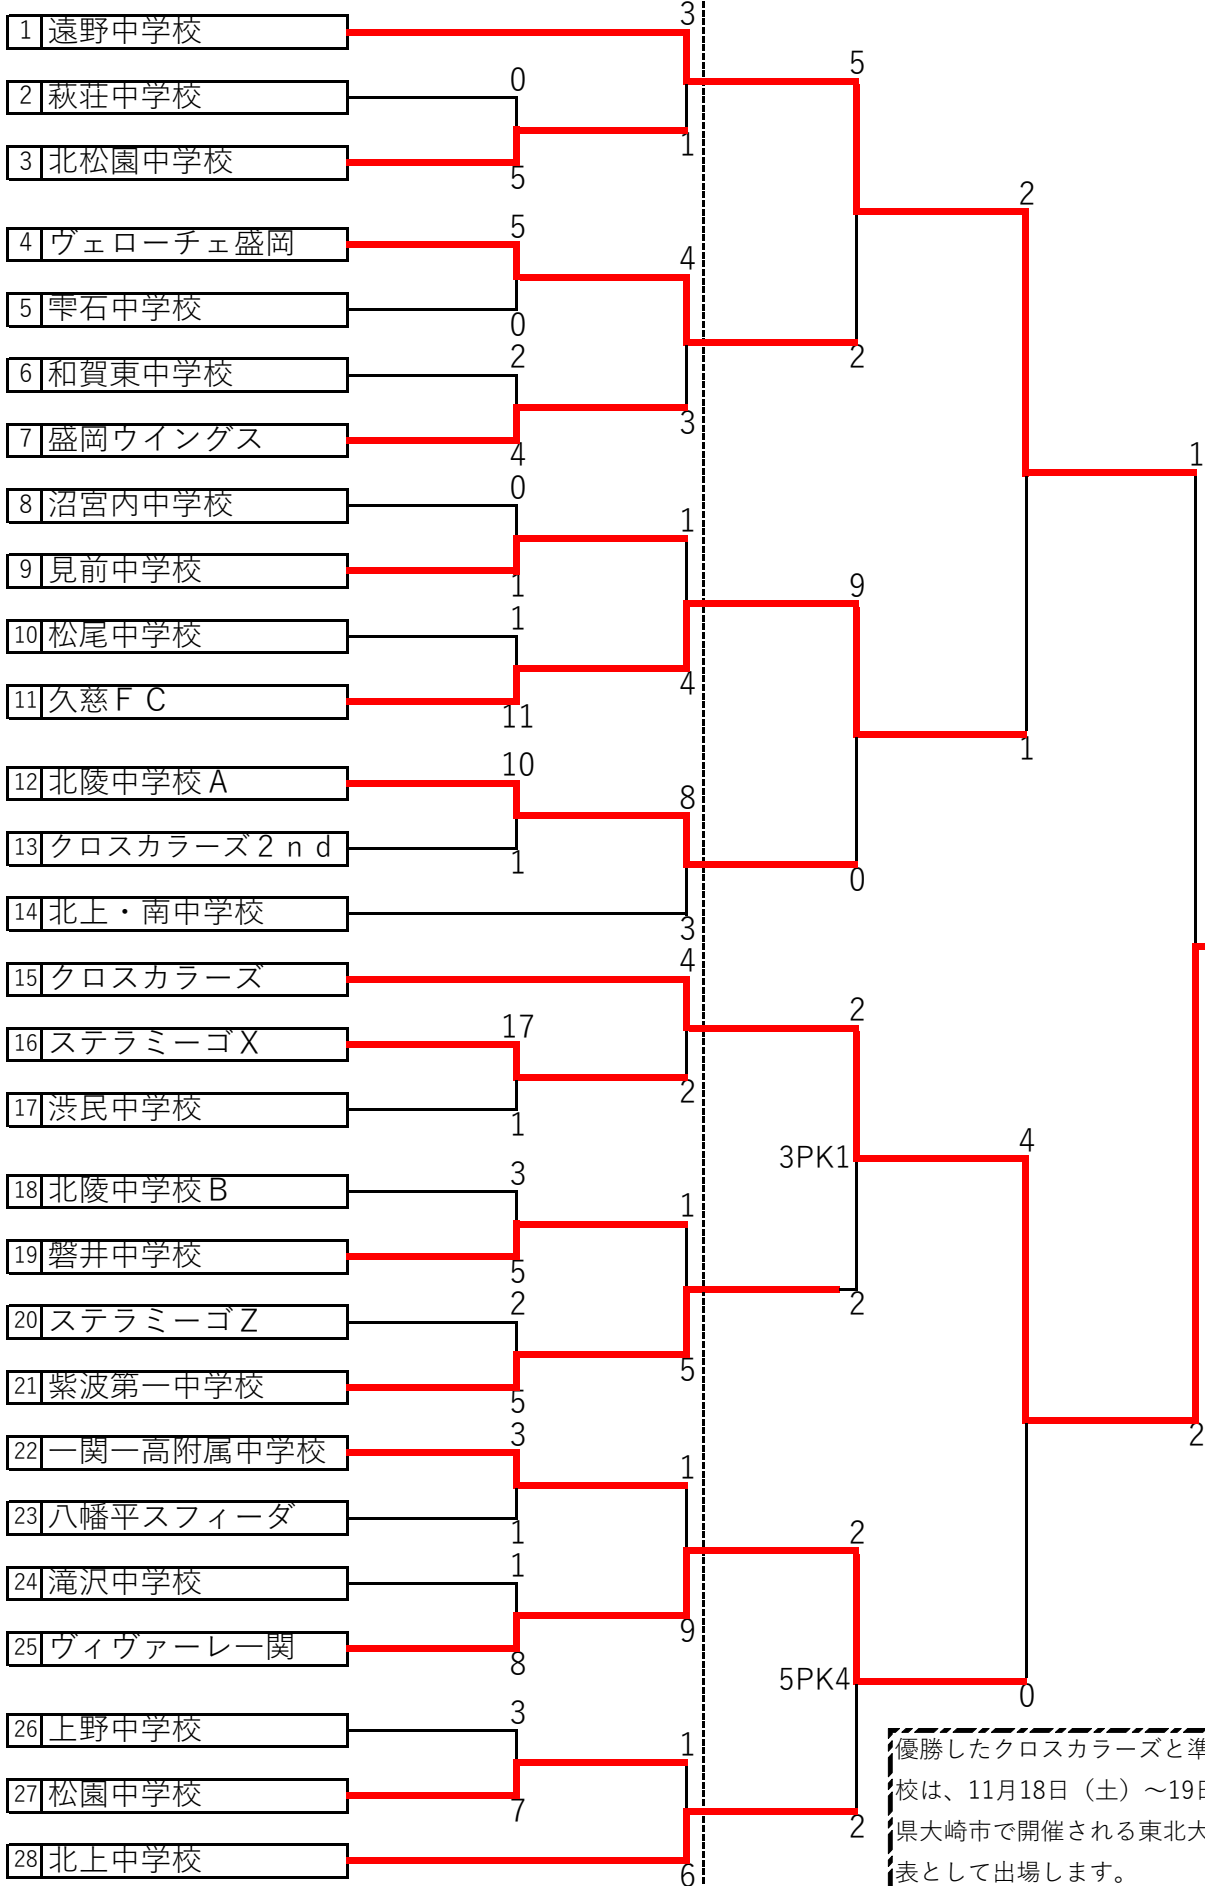 1 遠野中学校
2 萩荘中学校
3 北松園中学校
4 ヴェローチェ盛岡
5 雫石中学校
6 和賀東中学校
7 盛岡ウイングス
8 沼宮内中学校
9 見前中学校
10 松尾中学校
11 久慈ＦＣ
12 北陵中学校Ａ
13 クロスカラーズ２ｎｄ
14 北上・南中学校
15 クロスカラーズ
16 ステラミーゴＸ
17 渋民中学校
18 北陵中学校Ｂ
19 磐井中学校
20 ステラミーゴＺ
21 紫波第一中学校
22 一関一高附属中学校
23 八幡平スフィーダ
24 滝沢中学校
25 ヴィヴァーレ一関
26 上野中学校
27 松園中学校
28 北上中学校
0
5
5
0
2
4
0
1
1
11
10
1
17
1
3
5
2
5
3
1
1
8
3
7
3
1
4
3
1
4
8
3
4
2
1
5
1
9
1
6
5
2
9
0
2
3PK1
2
2
5PK4
2
2
1
4
0
1
2
優勝したクロスカラーズと準
校は、11月18日（土）～19日
県大崎市で開催される東北大
表として出場します。